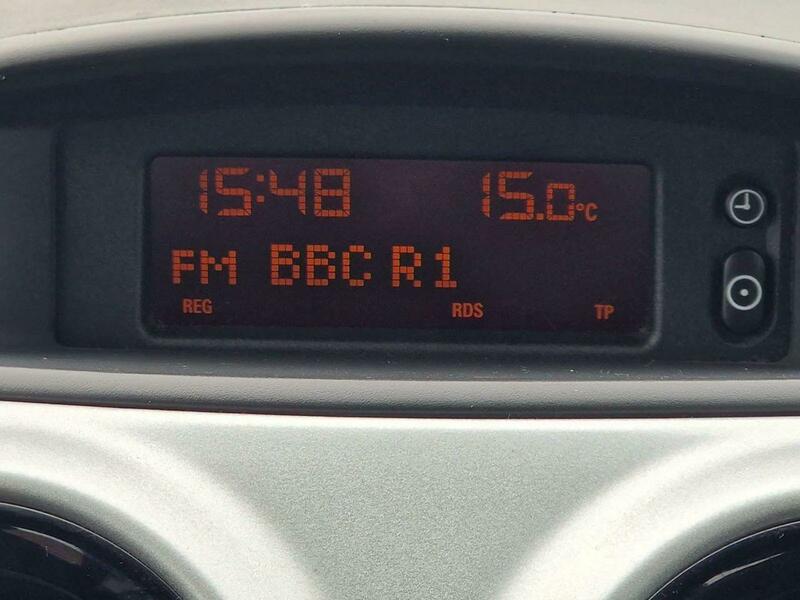 15:48 15.0°C
FM BBC R1
REG RDS TP